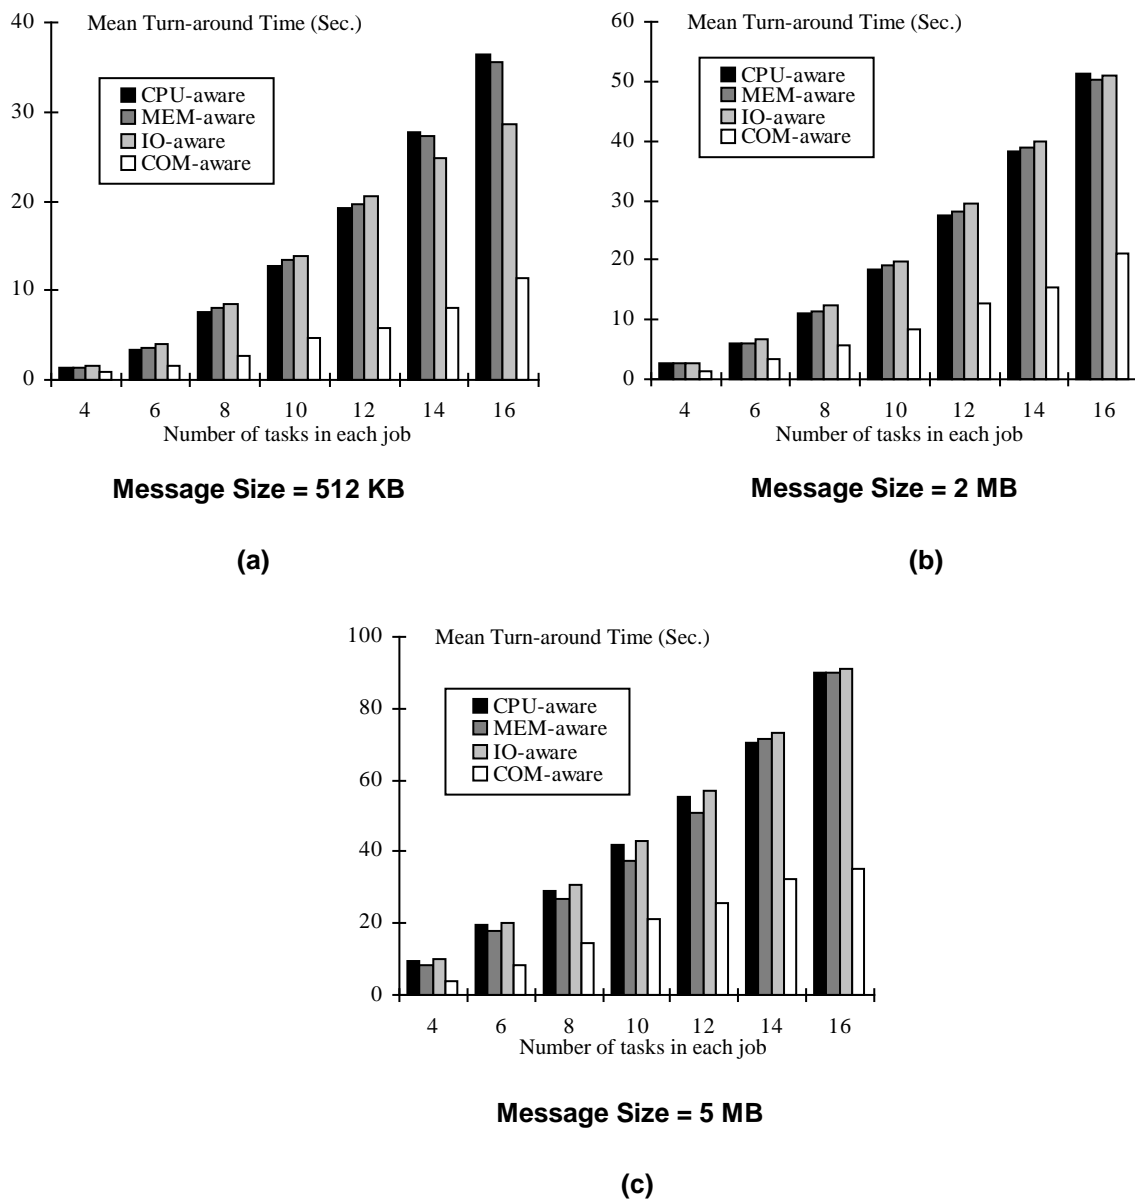 Mean Turn-around Time (Sec.)
40
30
20
10
0
CPU-aware
MEM-aware
IO-aware
COM-aware
4 6 8 10 12 14 16
Number of tasks in each job
Message Size = 512 KB
(a)
Mean Turn-around Time (Sec.)
60
50
40
30
20
10
0
CPU-aware
MEM-aware
IO-aware
COM-aware
4 6 8 10 12 14 16
Number of tasks in each job
Message Size = 2 MB
(b)
Mean Turn-around Time (Sec.)
100
80
60
40
20
0
CPU-aware
MEM-aware
IO-aware
COM-aware
4 6 8 10 12 14 16
Number of tasks in each job
Message Size = 5 MB
(c)